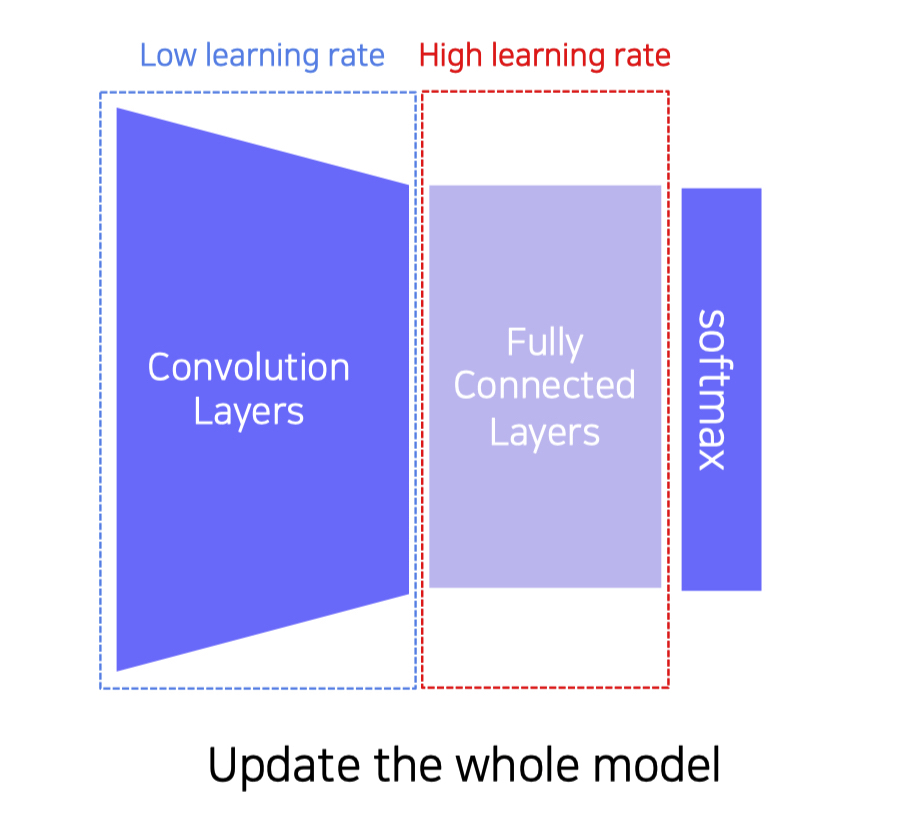 Low learning rate
High learning rate
Convolution
Layers
Fully
Connected
Layers
softmax
Update the whole model